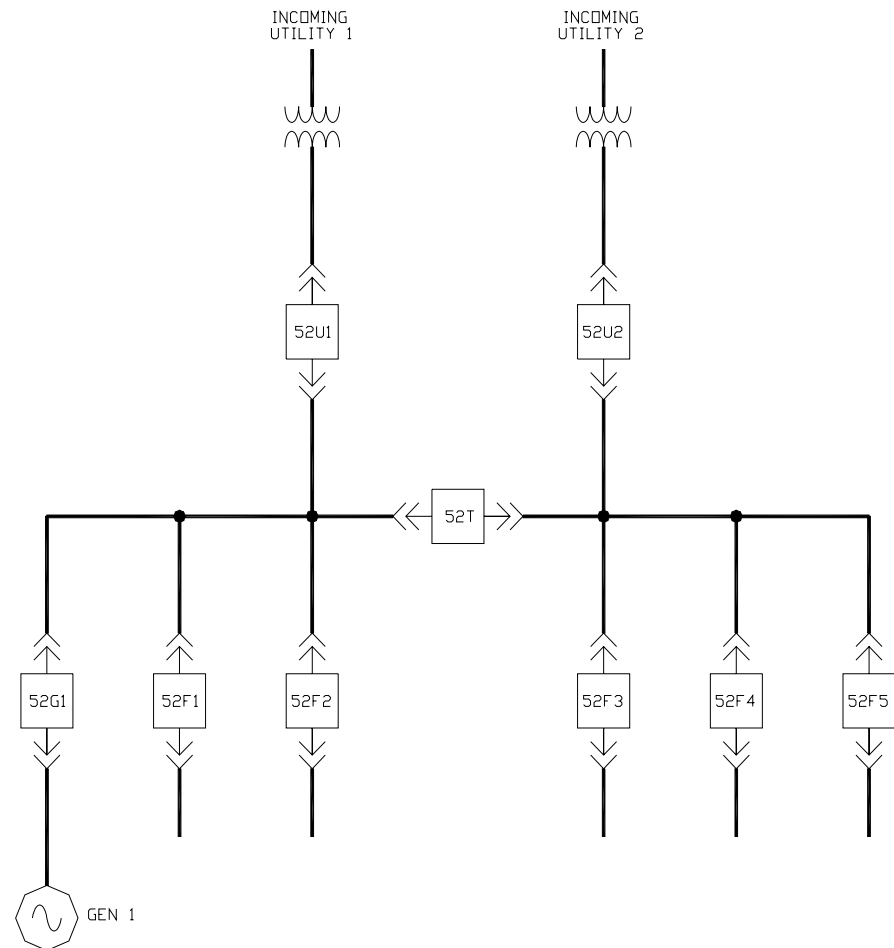 INCOMING
UTILITY 1
INCOMING
UTILITY 2
52U1
52U2
52T
52G1
52F1
52F2
52F3
52F4
52F5
GEN 1